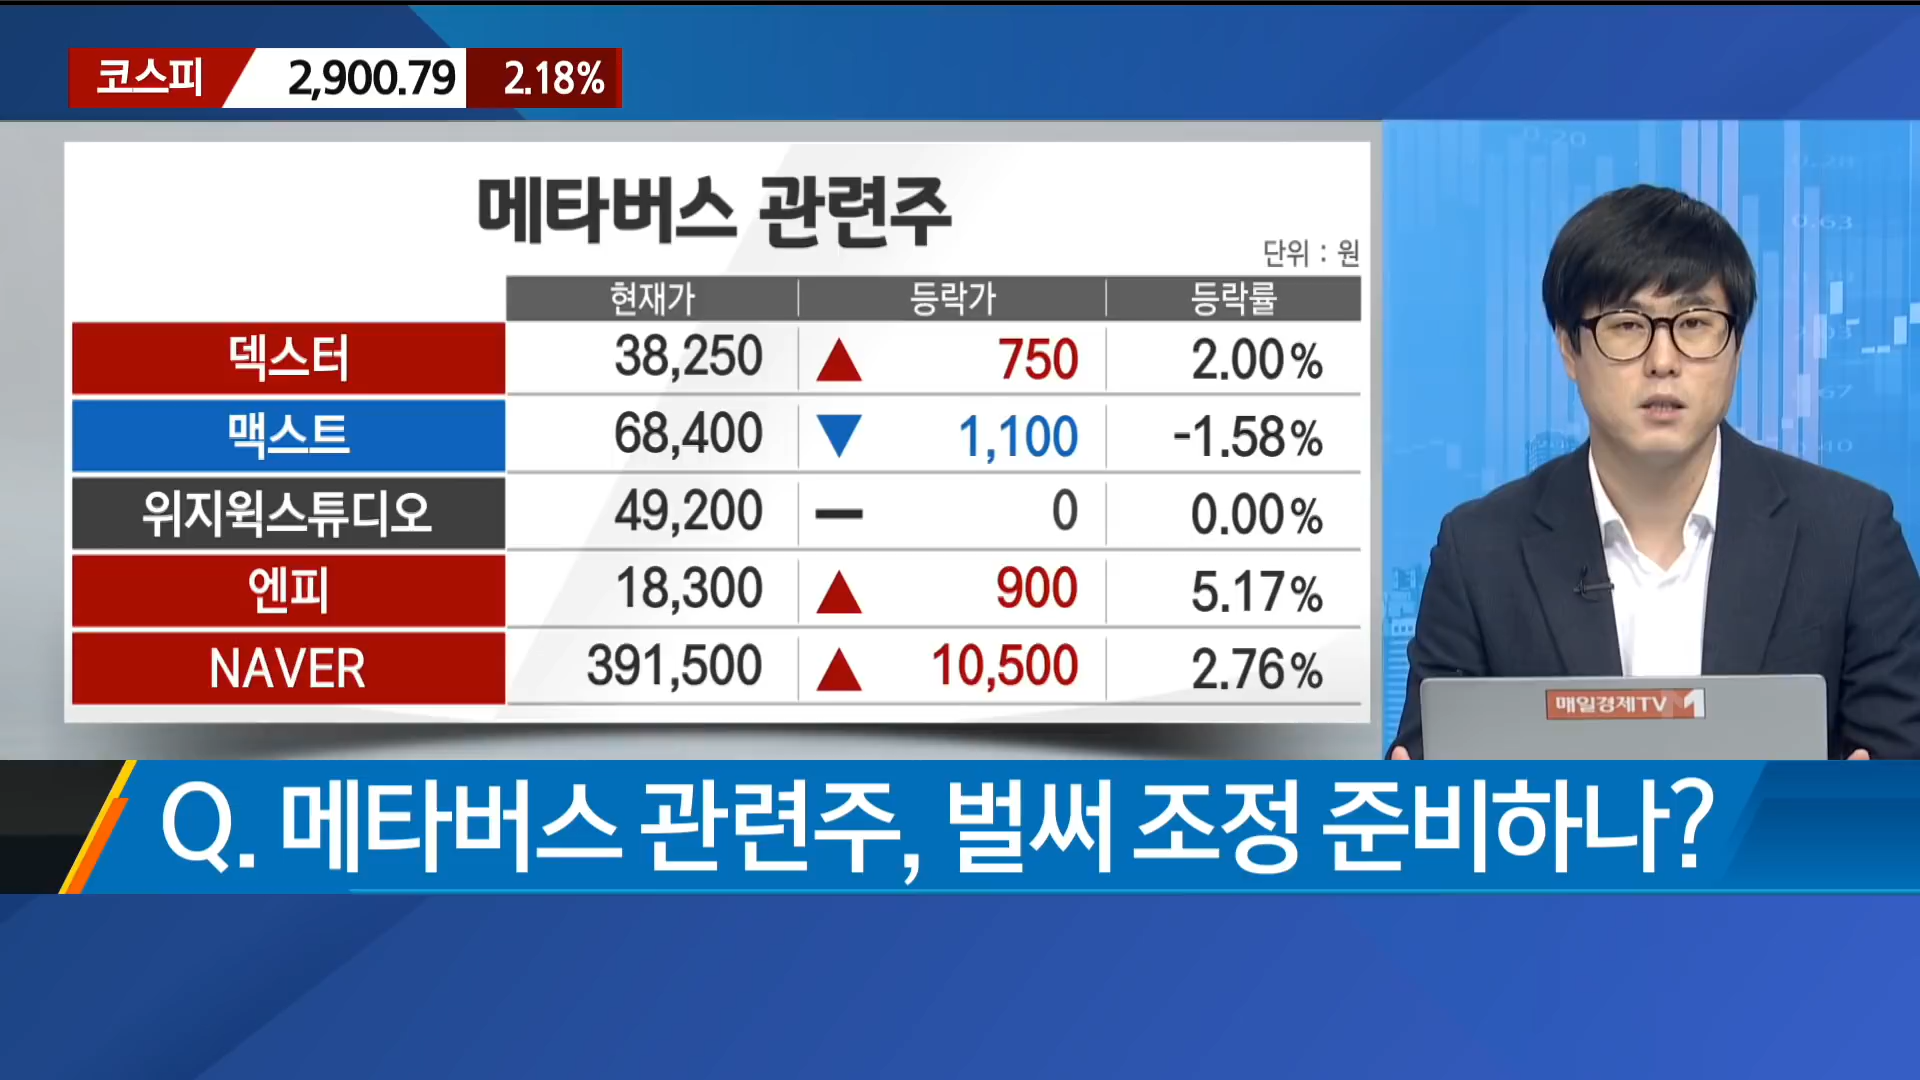 코스피 2,900.79 2.18%
메타버스 관련주
단위 : 원
현재가 등락가 등락률
덱스터 38,250 ▲ 750 2.00%
맥스트 68,400 ▼ 1,100 -1.58%
위지윅스튜디오 49,200 — 0 0.00%
엔피 18,300 ▲ 900 5.17%
NAVER 391,500 ▲ 10,500 2.76%
매일경제TV
Q. 메타버스 관련주, 벌써 조정 준비하나?